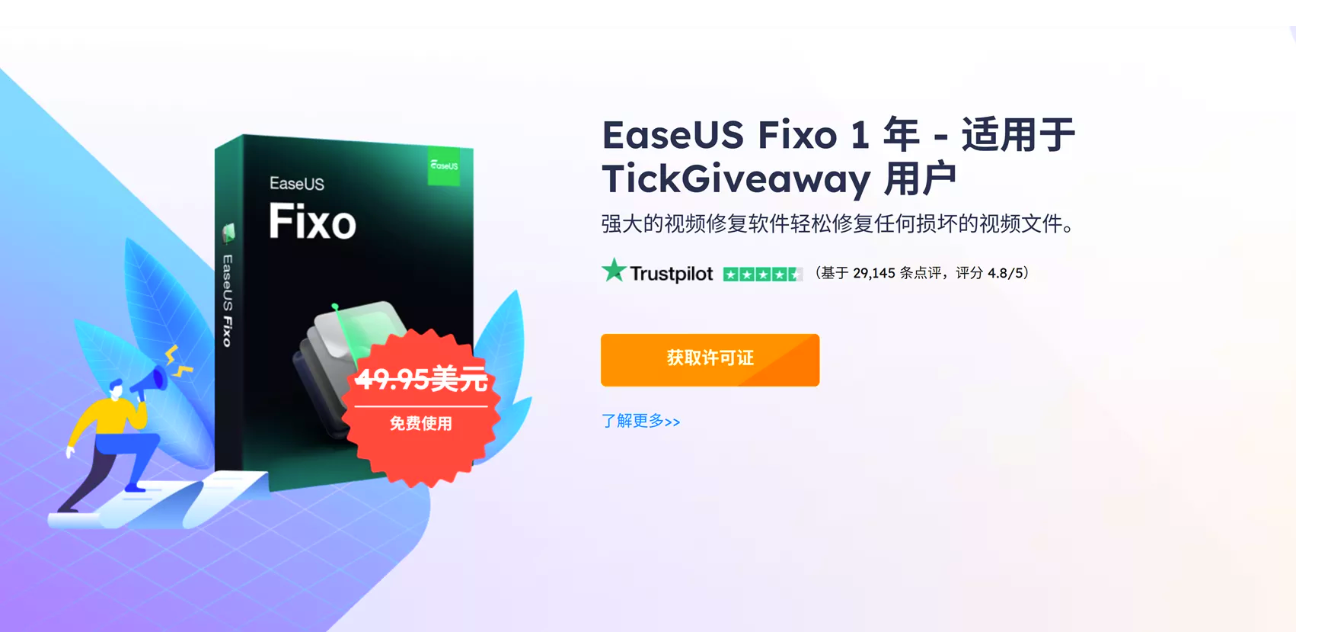 EaseUS Fixo 1 年 - 适用于
TickGiveaway 用户
强大的视频修复软件轻松修复任何损坏的视频文件。
Trustpilot （基于 29,145 条点评，评分 4.8/5）
获取许可证
了解更多>>
EaseUS
EaseUS
Fixo
EaseUS Fixo
49.95美元
免费使用